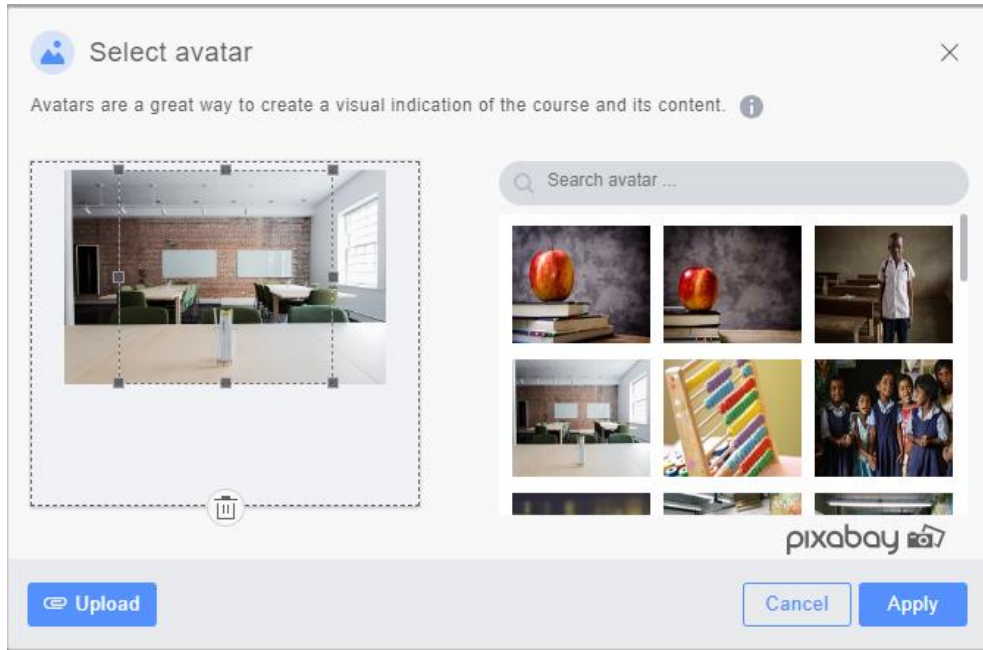 Select avatar
Avatars are a great way to create a visual indication of the course and its content.
Search avatar ...
pixabay
Upload
Cancel
Apply